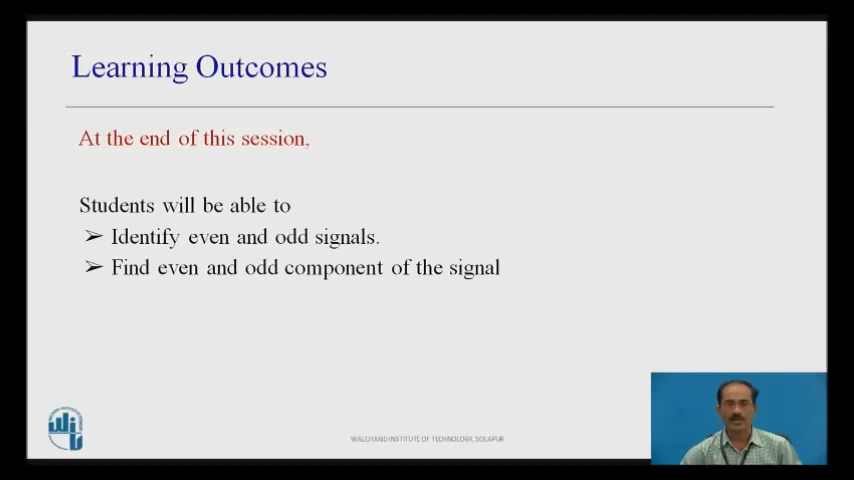 Learning Outcomes
At the end of this session,
Students will be able to
➢ Identify even and odd signals.
➢ Find even and odd component of the signal
WALCHAND INSTITUTE OF TECHNOLOGY, SOLAPUR